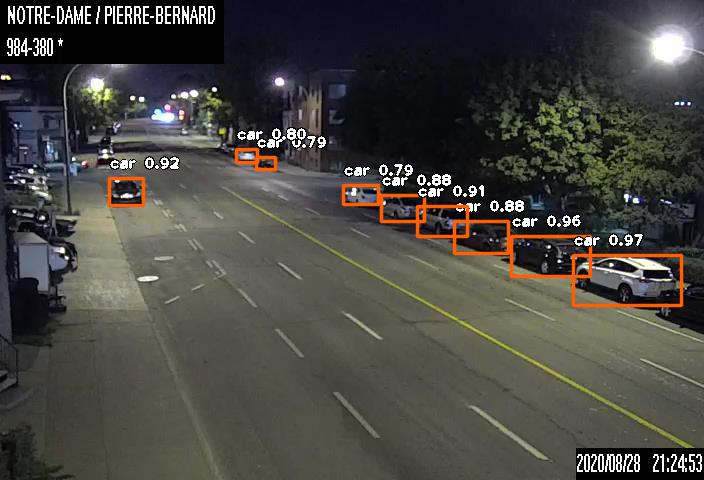 NOTRE-DAME / PIERRE-BERNARD
984-380 *
car 0.80
car 0.79
car 0.92
car 0.79
car 0.88
car 0.91
car 0.88
car 0.96
car 0.97
2020/08/28 21:24:53